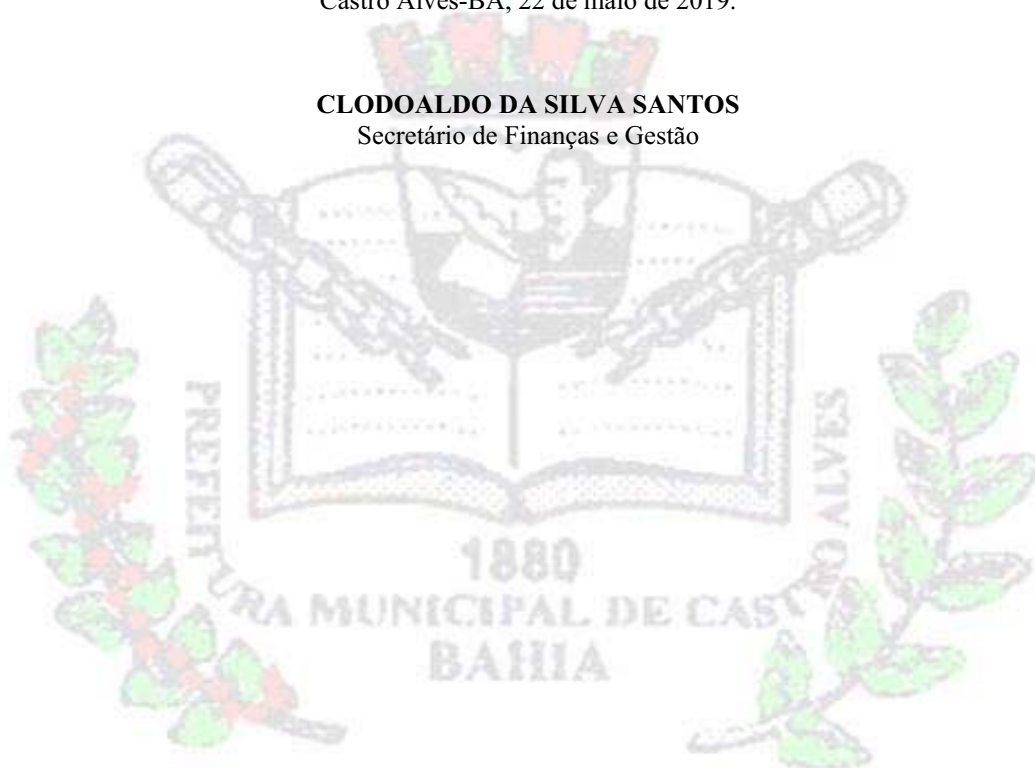 Castro Alves-BA, 22 de maio de 2019.
CLODOALDO DA SILVA SANTOS
Secretário de Finanças e Gestão
1880
PREFEITURA MUNICIPAL DE CASTRO ALVES
BAHIA